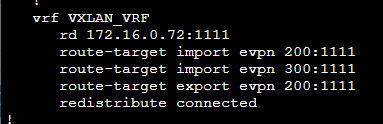 !
vrf VXLAN_VRF
rd 172.16.0.72:1111
route-target import evpn 200:1111
route-target import evpn 300:1111
route-target export evpn 200:1111
redistribute connected
!